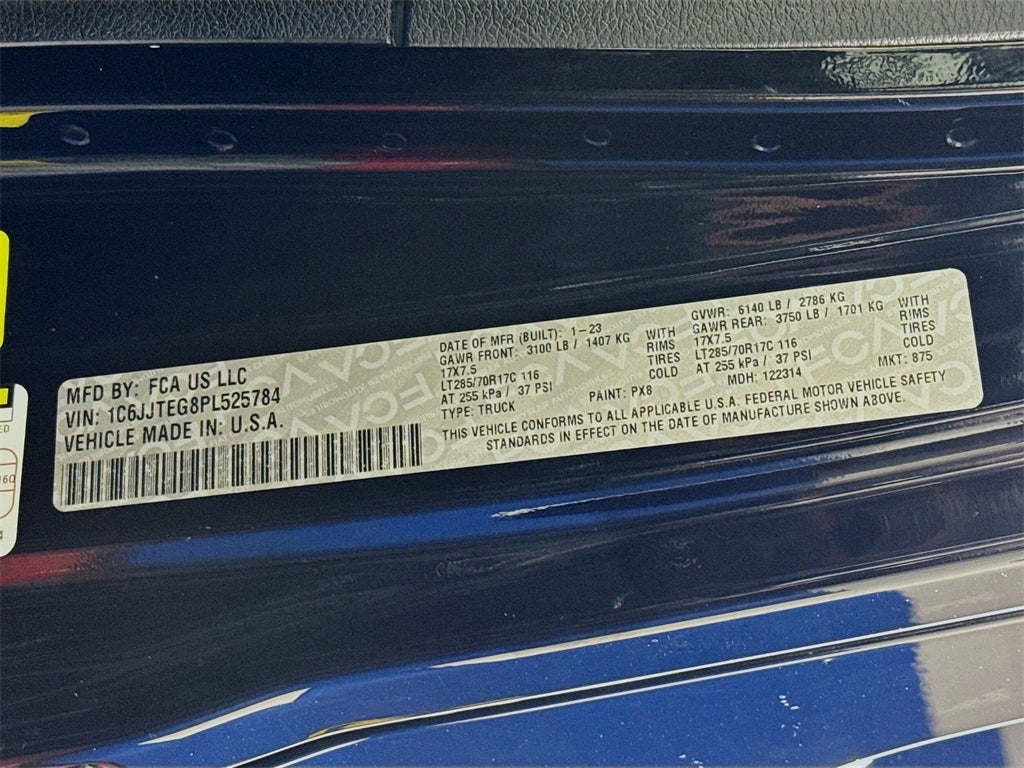 MFD BY: FCA US LLC
VIN: 1C6JJTEG8PL525784
VEHICLE MADE IN: U.S.A.
DATE OF MFR (BUILT): 1-23
GAWR FRONT: 3100 LB / 1407 KG WITH
17X7.5 RIMS
LT285/70R17C 116 TIRES
AT 255 kPa / 37 PSI COLD
TYPE: TRUCK PAINT: PX8
GVWR: 6140 LB / 2786 KG
GAWR REAR: 3750 LB / 1701 KG WITH
17X7.5 RIMS
LT285/70R17C 116 TIRES
AT 255 kPa / 37 PSI COLD
MDH: 122314 MKT: 875
THIS VEHICLE CONFORMS TO ALL APPLICABLE U.S.A. FEDERAL MOTOR VEHICLE SAFETY
STANDARDS IN EFFECT ON THE DATE OF MANUFACTURE SHOWN ABOVE.